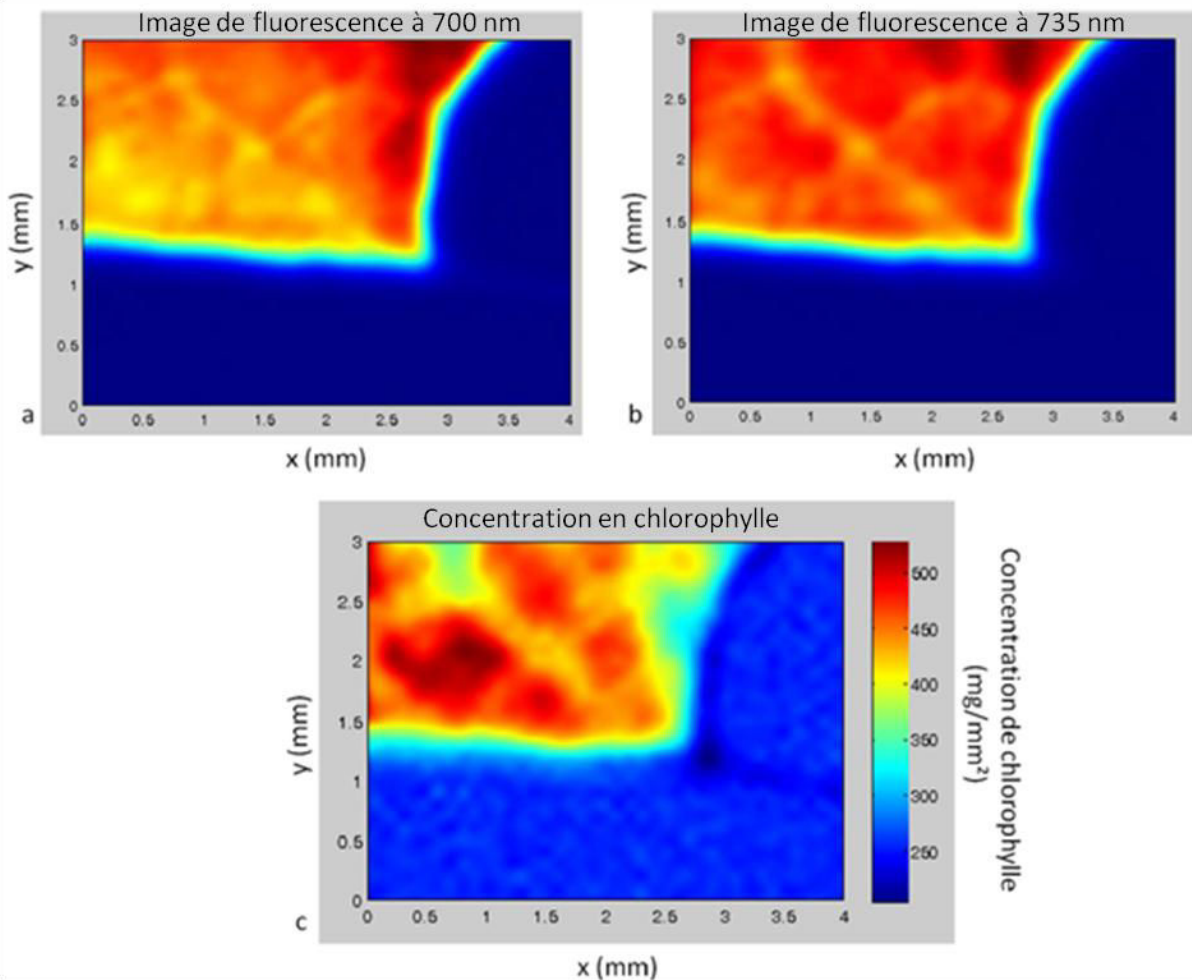 Image de fluorescence à 700 nm
Image de fluorescence à 735 nm
3
2.5
2
1.5
1
0.5
0
y (mm)
0 0.5 1 1.5 2 2.5 3 3.5 4
a
x (mm)
3
2.5
2
1.5
1
0.5
0
y (mm)
0 0.5 1 1.5 2 2.5 3 3.5 4
b
x (mm)
Concentration en chlorophylle
3
2.5
2
1.5
1
0.5
0
y (mm)
0 0.5 1 1.5 2 2.5 3 3.5 4
c
x (mm)
500
450
400
350
300
250
Concentration de chlorophylle
(mg/mm²)